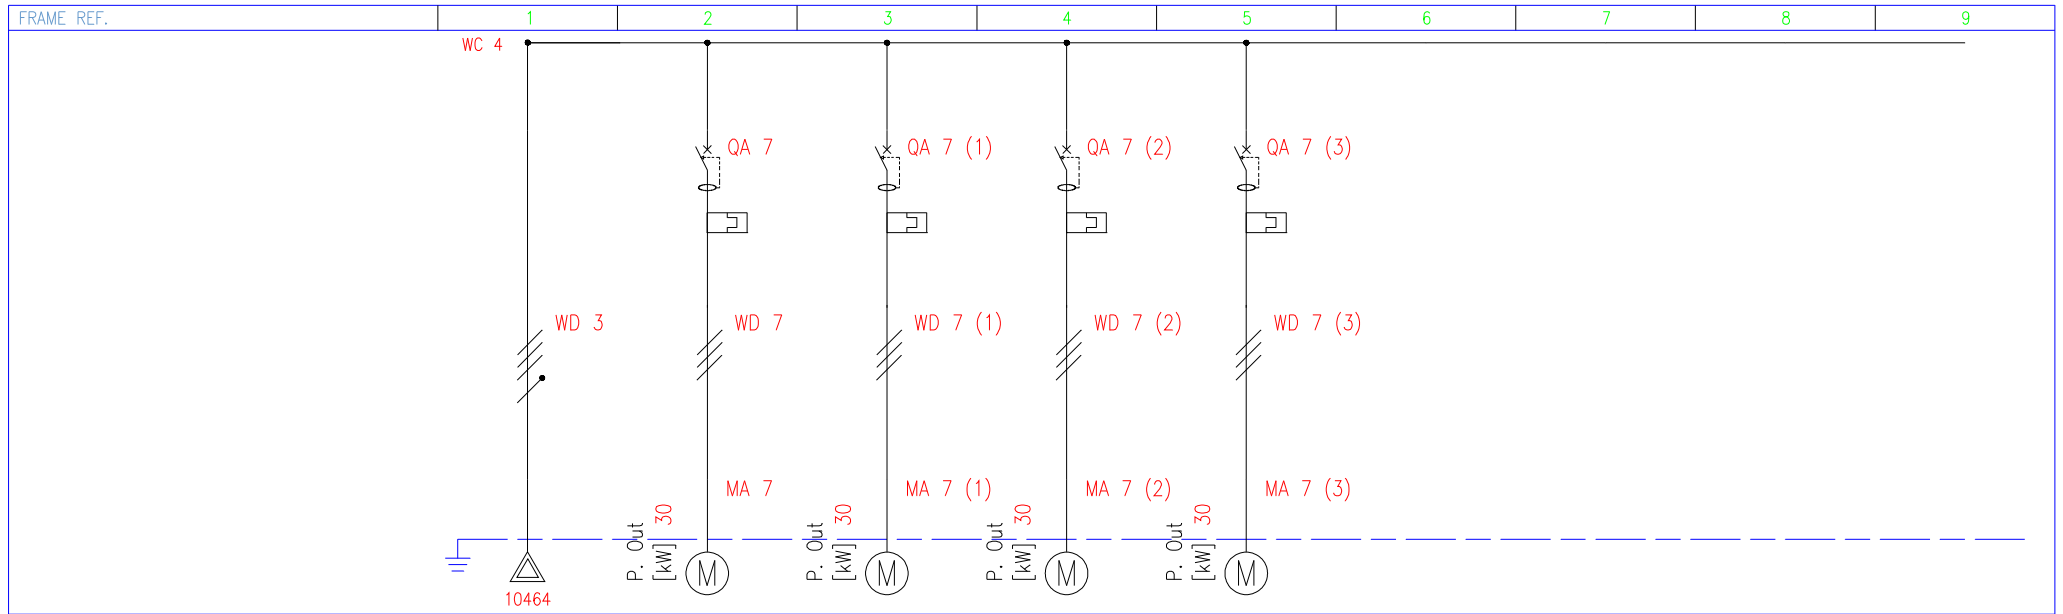 FRAME REF. 1 2 3 4 5 6 7 8 9
WC 4
QA 7 QA 7 (1) QA 7 (2) QA 7 (3)
WD 3 WD 7 WD 7 (1) WD 7 (2) WD 7 (3)
MA 7 MA 7 (1) MA 7 (2) MA 7 (3)
P. Out 30
[kW]
P. Out 30
[kW]
P. Out 30
[kW]
P. Out 30
[kW]
M M M M
10464